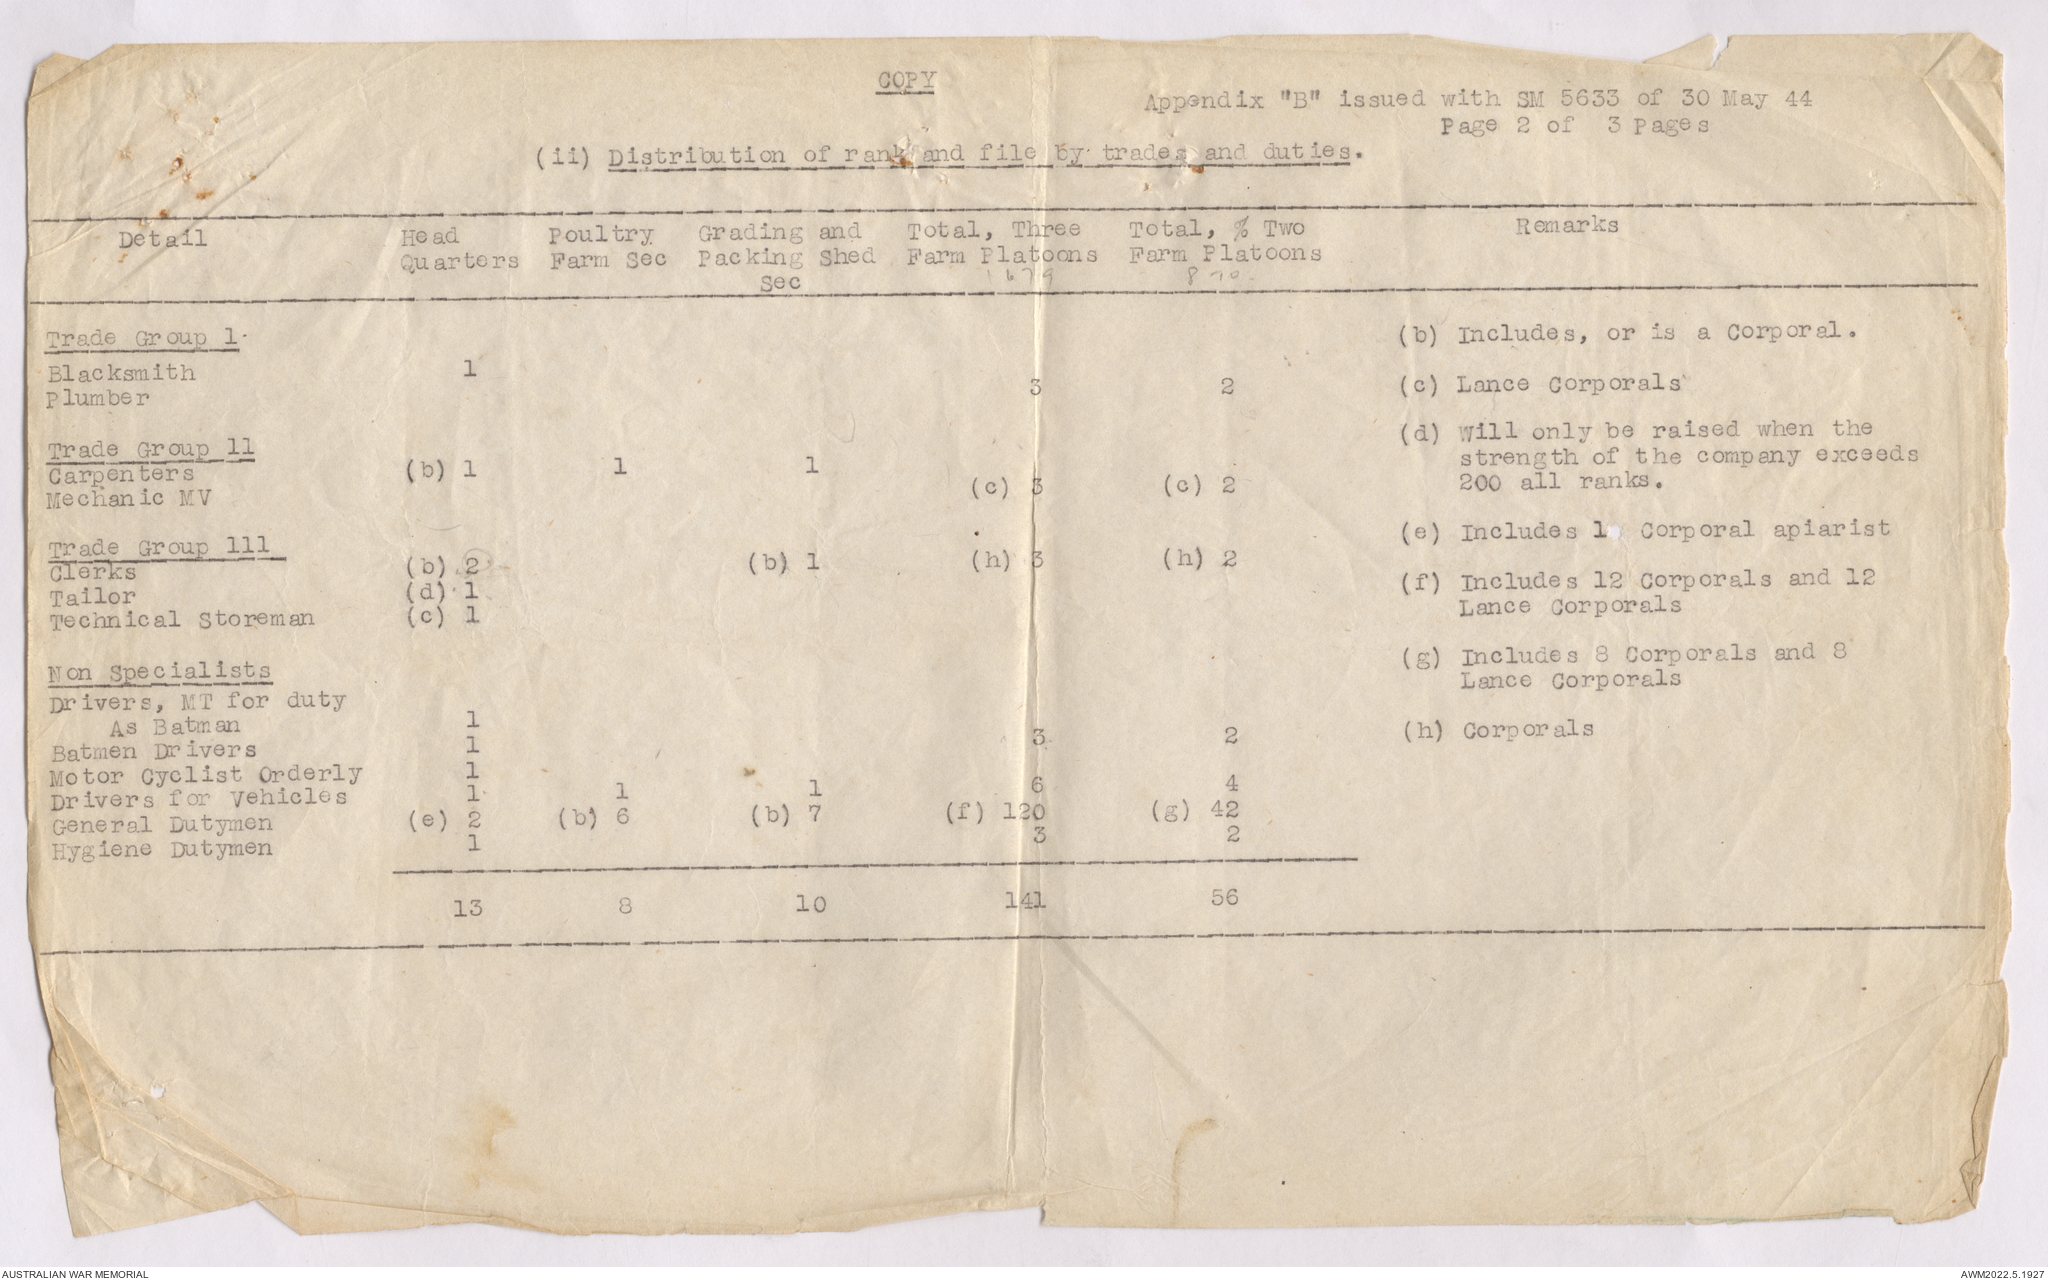 COPY
Appendix "B" issued with SM 5633 of 30 May 44
Page 2 of 3 Pages
(ii) Distribution of rank and file by trades and duties.
Detail Head Quarters Poultry Farm Sec Grading and Packing Shed Sec Total, Three Farm Platoons Total, % Two Farm Platoons Remarks
1679 870
Trade Group 1
Blacksmith 1
Plumber 3 2
Trade Group 11
Carpenters (b) 1 1 1
Mechanic MV (c) 3 (c) 2
Trade Group 111
Clerks (b) 2 (b) 1 (h) 3 (h) 2
Tailor (d) 1
Technical Storeman (c) 1
Non Specialists
Drivers, MT for duty
As Batman 1
Batmen Drivers 1 3 2
Motor Cyclist Orderly 1
Drivers for Vehicles 1 1 1 6 4
General Dutymen (e) 2 (b) 6 (b) 7 (f) 120 (g) 42
Hygiene Dutymen 1 3 2
13 8 10 141 56
(b) Includes, or is a Corporal.
(c) Lance Corporals
(d) Will only be raised when the
strength of the company exceeds
200 all ranks.
(e) Includes 1 Corporal apiarist
(f) Includes 12 Corporals and 12
Lance Corporals
(g) Includes 8 Corporals and 8
Lance Corporals
(h) Corporals
AUSTRALIAN WAR MEMORIAL
AWM2022.5.1927